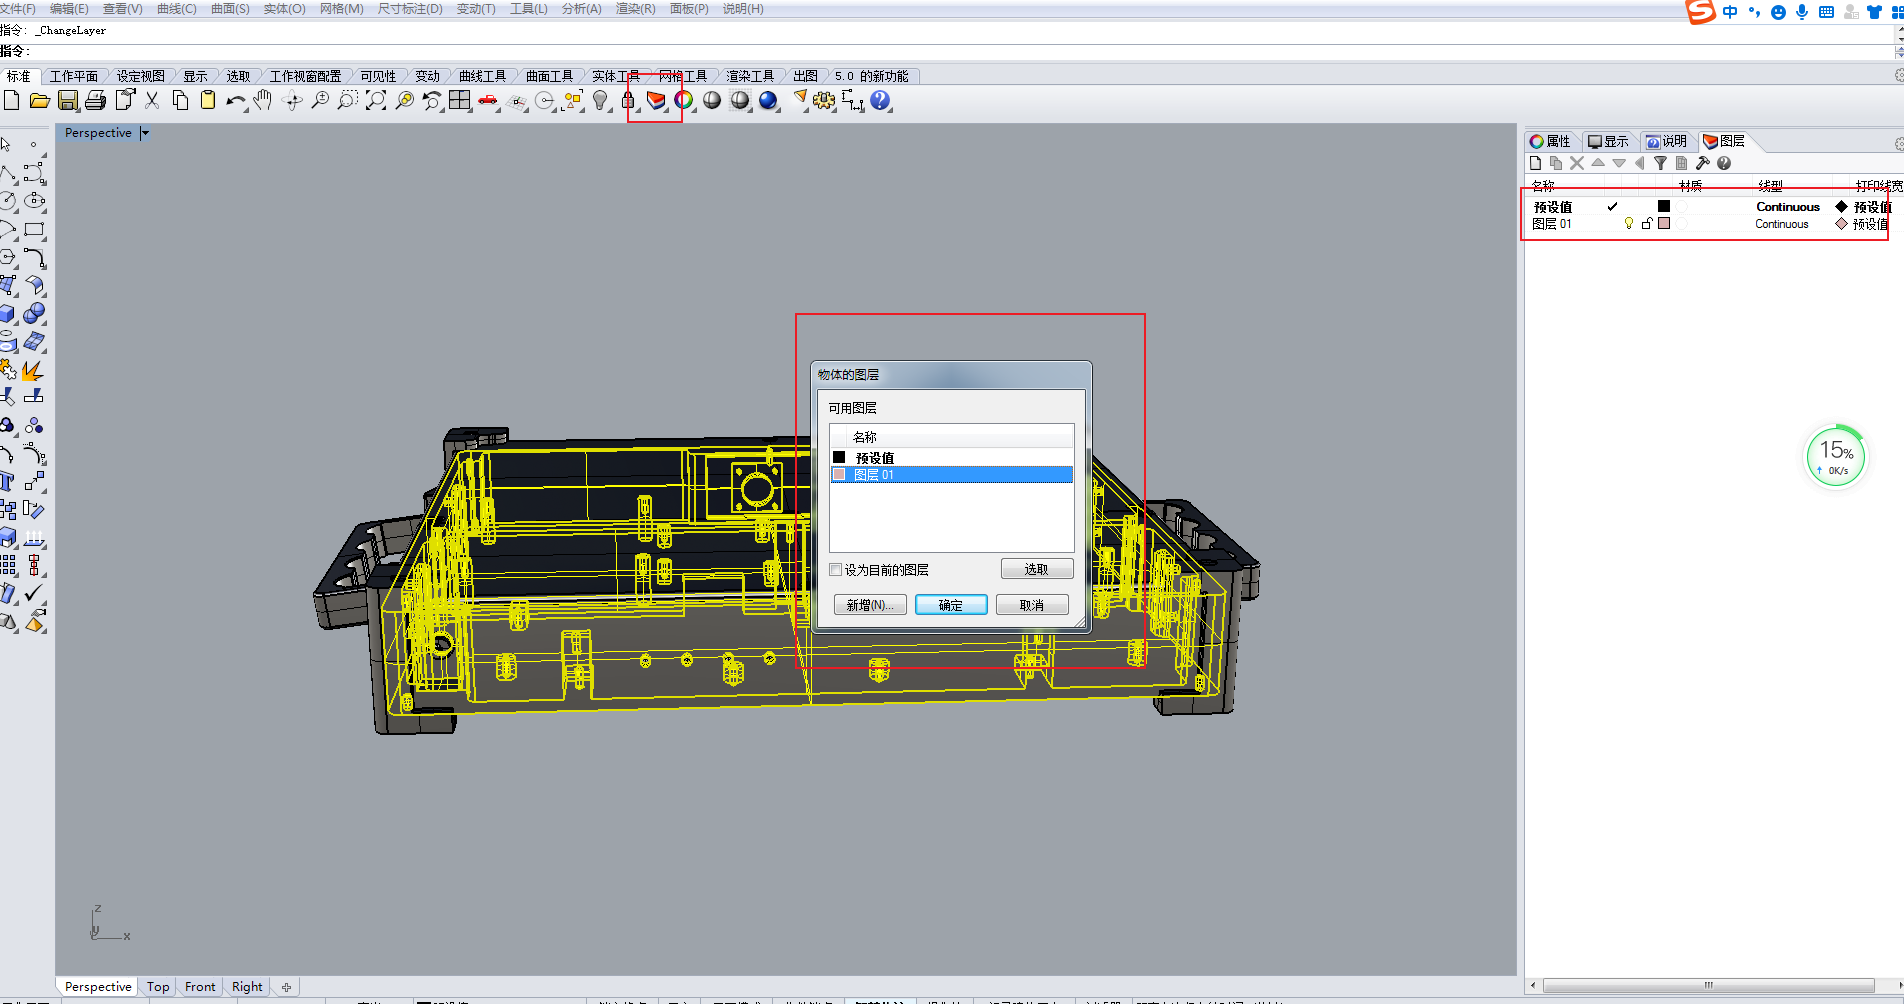 文件(F) 编辑(E) 查看(V) 曲线(C) 曲面(S) 实体(O) 网格(M) 尺寸标注(D) 变动(T) 工具(L) 分析(A) 渲染(R) 面板(P) 说明(H)
中
指令: _ChangeLayer
指令:
标准 工作平面 设定视图 显示 选取 工作视窗配置 可见性 变动 曲线工具 曲面工具 实体工具 网格工具 渲染工具 出图 5.0 的新功能
Perspective
属性 显示 说明 图层
名称 材质 线型 打印线宽
预设值 Continuous 预设值
图层 01 Continuous 预设值
物体的图层
可用图层
名称
预设值
图层 01
设为目前的图层 选取
新增(N)... 确定 取消
15%
0K/s
z
y
x
Perspective Top Front Right